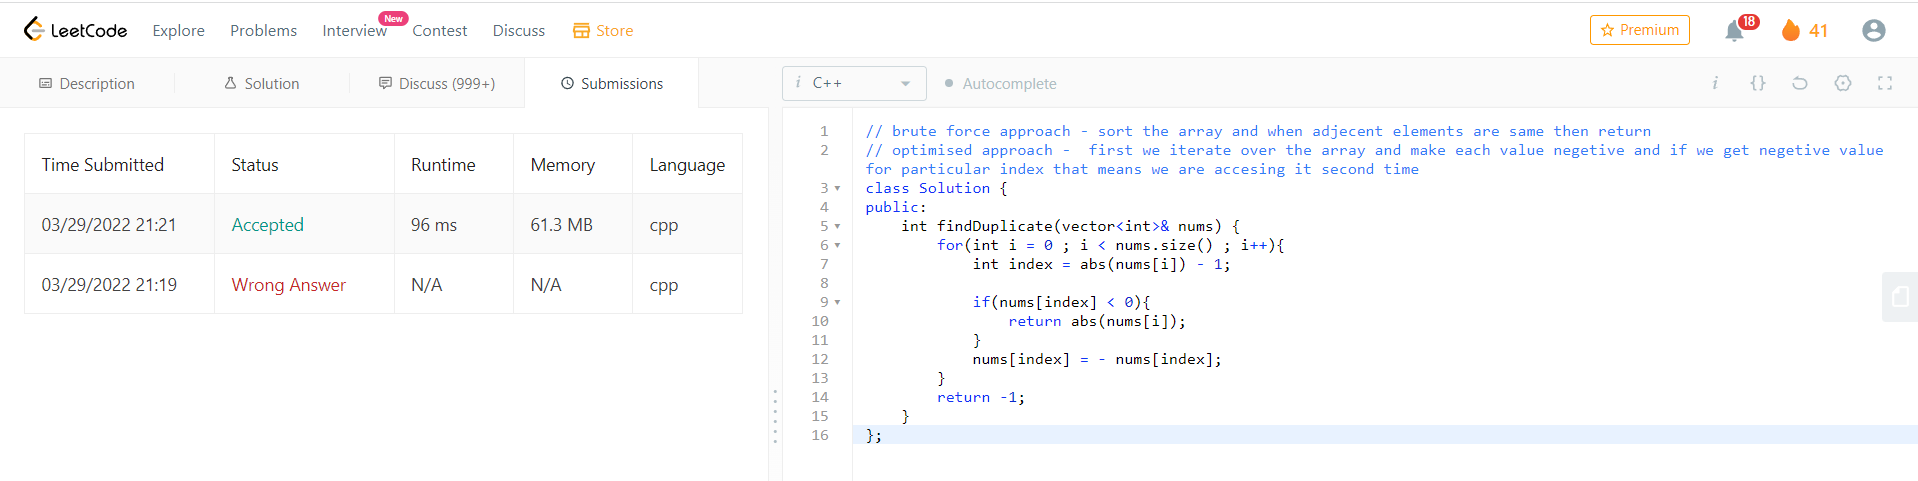 LeetCode Explore Problems Interview New Contest Discuss Store Premium 18 41
Description Solution Discuss (999+) Submissions i C++ Autocomplete i {}
Time Submitted Status Runtime Memory Language
03/29/2022 21:21 Accepted 96 ms 61.3 MB cpp
03/29/2022 21:19 Wrong Answer N/A N/A cpp
1 // brute force approach - sort the array and when adjecent elements are same then return
2 // optimised approach -  first we iterate over the array and make each value negetive and if we get negetive value
for particular index that means we are accesing it second time
3 class Solution {
4 public:
5     int findDuplicate(vector<int>& nums) {
6         for(int i = 0 ; i < nums.size() ; i++){
7             int index = abs(nums[i]) - 1;
8
9             if(nums[index] < 0){
10                 return abs(nums[i]);
11             }
12             nums[index] = - nums[index];
13         }
14         return -1;
15     }
16 };